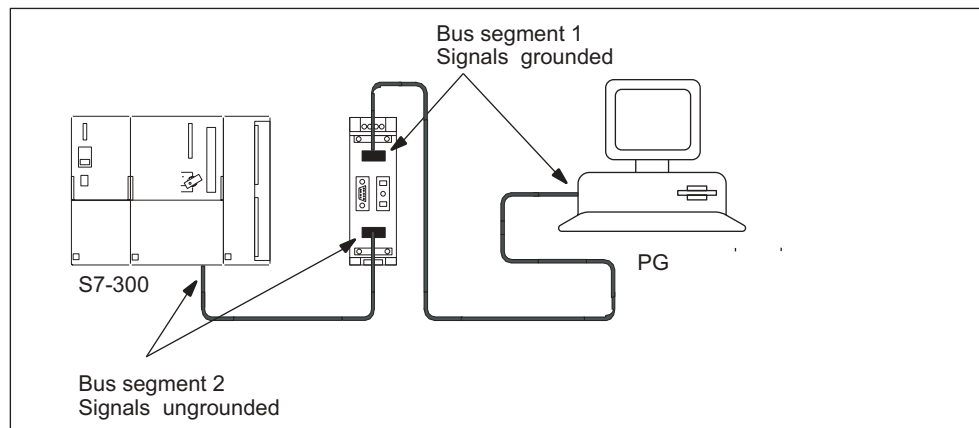 Bus segment 1
Signals grounded
S7-300
PG
Bus segment 2
Signals ungrounded